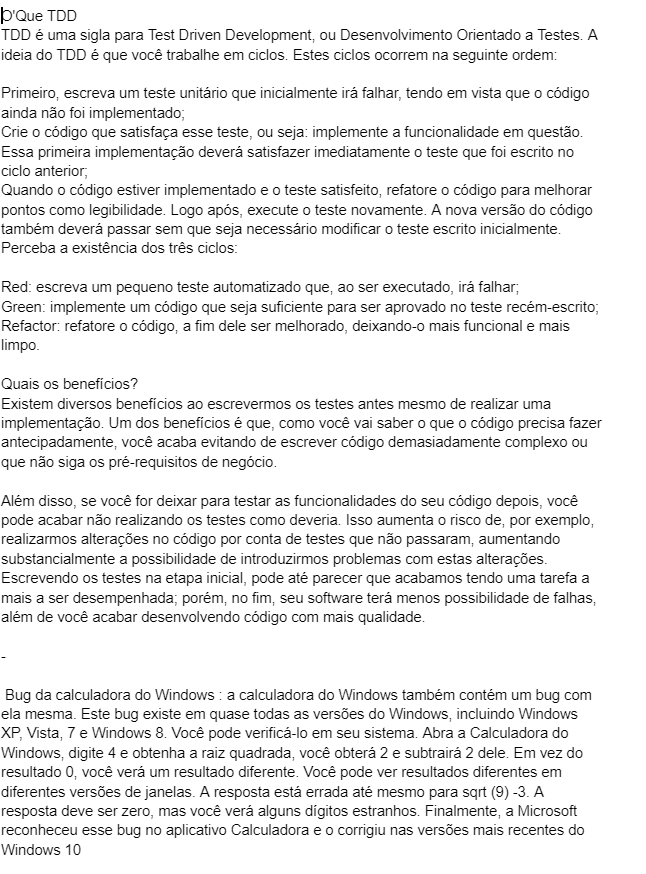 O'Que TDD
TDD é uma sigla para Test Driven Development, ou Desenvolvimento Orientado a Testes. A
ideia do TDD é que você trabalhe em ciclos. Estes ciclos ocorrem na seguinte ordem:

Primeiro, escreva um teste unitário que inicialmente irá falhar, tendo em vista que o código
ainda não foi implementado;
Crie o código que satisfaça esse teste, ou seja: implemente a funcionalidade em questão.
Essa primeira implementação deverá satisfazer imediatamente o teste que foi escrito no
ciclo anterior;
Quando o código estiver implementado e o teste satisfeito, refatore o código para melhorar
pontos como legibilidade. Logo após, execute o teste novamente. A nova versão do código
também deverá passar sem que seja necessário modificar o teste escrito inicialmente.
Perceba a existência dos três ciclos:

Red: escreva um pequeno teste automatizado que, ao ser executado, irá falhar;
Green: implemente um código que seja suficiente para ser aprovado no teste recém-escrito;
Refactor: refatore o código, a fim dele ser melhorado, deixando-o mais funcional e mais
limpo.

Quais os benefícios?
Existem diversos benefícios ao escrevermos os testes antes mesmo de realizar uma
implementação. Um dos benefícios é que, como você vai saber o que o código precisa fazer
antecipadamente, você acaba evitando de escrever código demasiadamente complexo ou
que não siga os pré-requisitos de negócio.

Além disso, se você for deixar para testar as funcionalidades do seu código depois, você
pode acabar não realizando os testes como deveria. Isso aumenta o risco de, por exemplo,
realizarmos alterações no código por conta de testes que não passaram, aumentando
substancialmente a possibilidade de introduzirmos problemas com estas alterações.
Escrevendo os testes na etapa inicial, pode até parecer que acabamos tendo uma tarefa a
mais a ser desempenhada; porém, no fim, seu software terá menos possibilidade de falhas,
além de você acabar desenvolvendo código com mais qualidade.

-

Bug da calculadora do Windows : a calculadora do Windows também contém um bug com
ela mesma. Este bug existe em quase todas as versões do Windows, incluindo Windows
XP, Vista, 7 e Windows 8. Você pode verificá-lo em seu sistema. Abra a Calculadora do
Windows, digite 4 e obtenha a raiz quadrada, você obterá 2 e subtrairá 2 dele. Em vez do
resultado 0, você verá um resultado diferente. Você pode ver resultados diferentes em
diferentes versões de janelas. A resposta está errada até mesmo para sqrt (9) -3. A
resposta deve ser zero, mas você verá alguns dígitos estranhos. Finalmente, a Microsoft
reconheceu esse bug no aplicativo Calculadora e o corrigiu nas versões mais recentes do
Windows 10